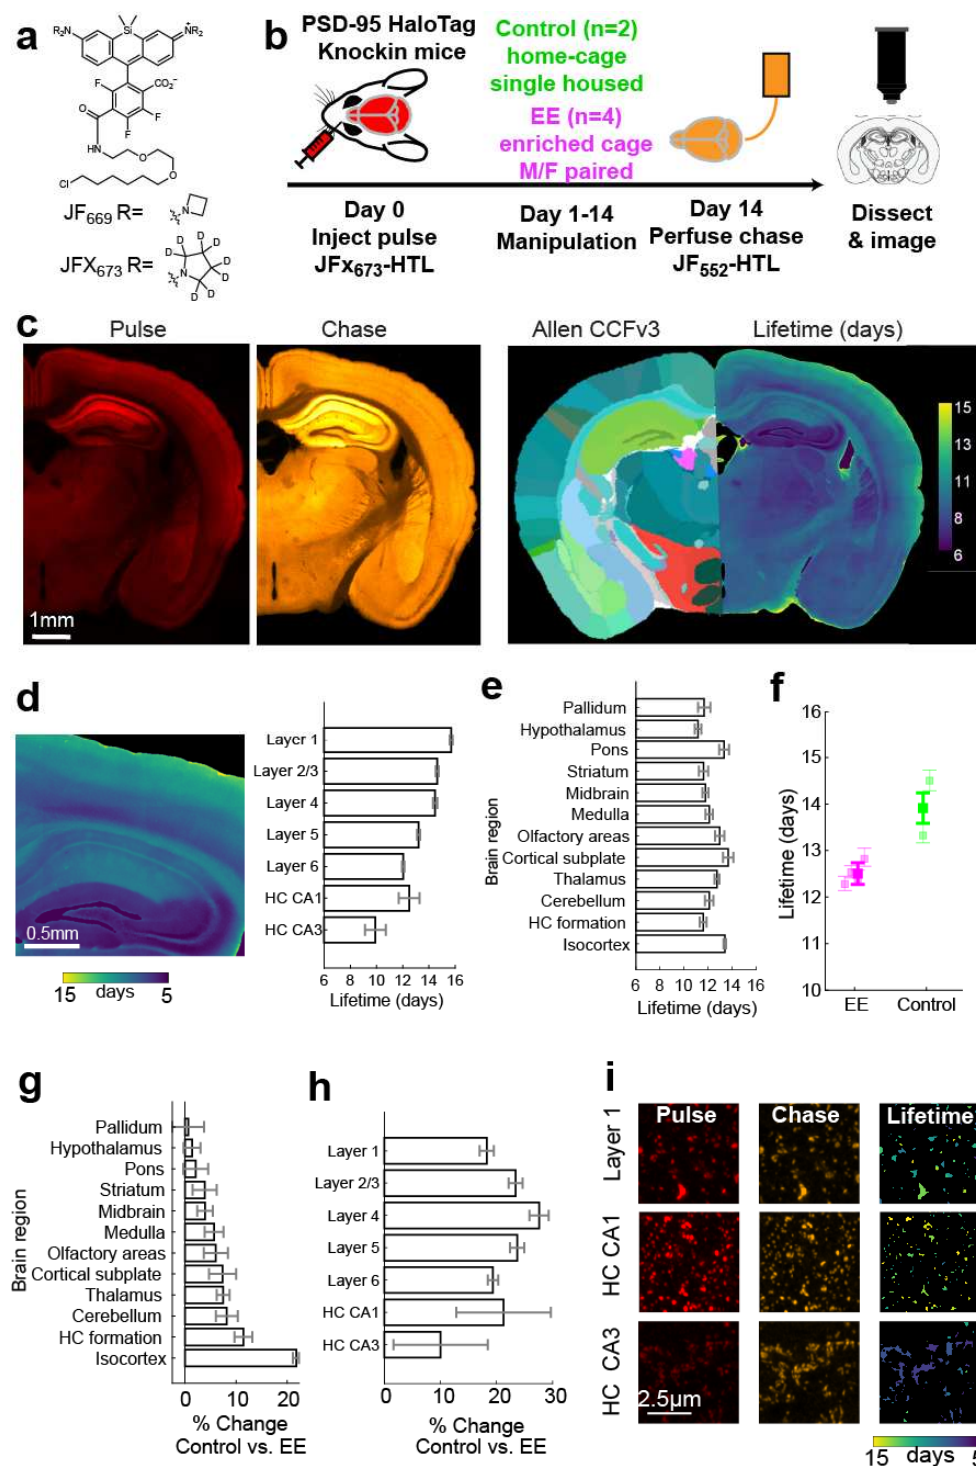 a
R₂N
Si
NR₂
F
CO₂⁻
F
F
O
HN
O
O
Cl
JF₆₆₉ R=
N
JFX₆₇₃ R=
D
D
D
D
D
D
D
D
N
b
PSD-95 HaloTag
Knockin mice
Control (n=2)
home-cage
single housed
EE (n=4)
enriched cage
M/F paired
Day 0
Inject pulse
JFx₆₇₃-HTL
Day 1-14
Manipulation
Day 14
Perfuse chase
JF₅₅₂-HTL
Dissect
& image
c
Pulse
Chase
Allen CCFv3
Lifetime (days)
1mm
15
13
11
8
6
d
0.5mm
15 days 5
Layer 1
Layer 2/3
Layer 4
Layer 5
Layer 6
HC CA1
HC CA3
6 8 10 12 14 16
Lifetime (days)
e
Brain region
Pallidum
Hypothalamus
Pons
Striatum
Midbrain
Medulla
Olfactory areas
Cortical subplate
Thalamus
Cerebellum
HC formation
Isocortex
6 8 10 12 14 16
Lifetime (days)
f
Lifetime (days)
16
15
14
13
12
11
10
EE Control
g
Brain region
Pallidum
Hypothalamus
Pons
Striatum
Midbrain
Medulla
Olfactory areas
Cortical subplate
Thalamus
Cerebellum
HC formation
Isocortex
0 10 20
% Change
Control vs. EE
h
Layer 1
Layer 2/3
Layer 4
Layer 5
Layer 6
HC CA1
HC CA3
0 10 20 30
% Change
Control vs. EE
i
Pulse
Chase
Lifetime
Layer 1
HC CA1
HC CA3
2.5µm
15 days 5